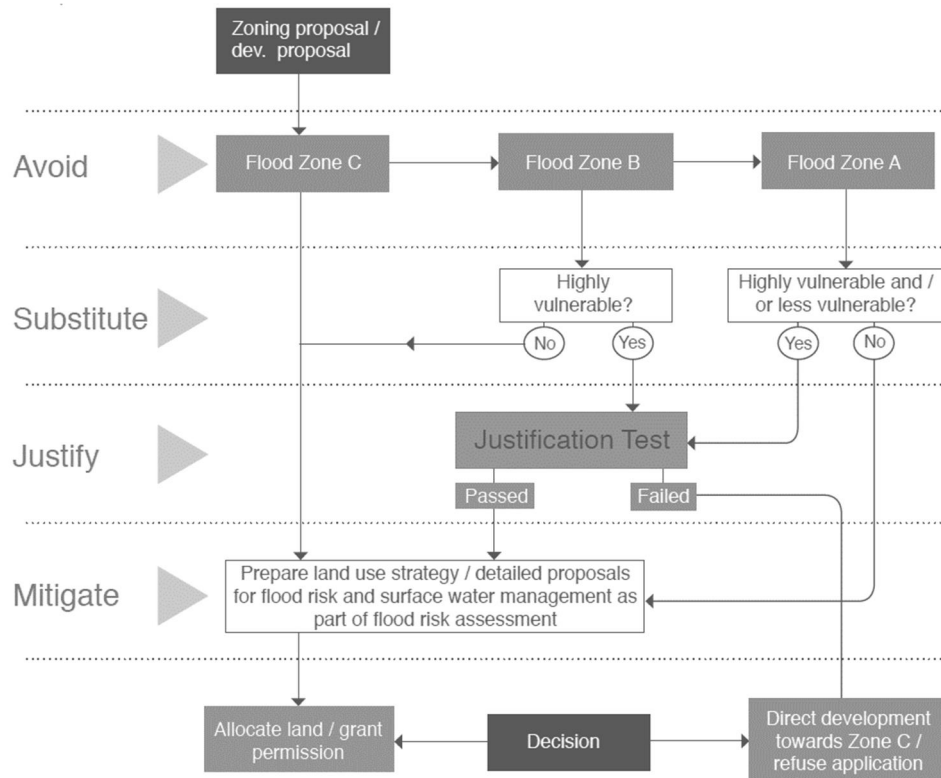 Zoning proposal /
dev. proposal
Avoid
Flood Zone C
Flood Zone B
Flood Zone A
Substitute
Highly
vulnerable?
Highly vulnerable and /
or less vulnerable?
No
Yes
Yes
No
Justify
Justification Test
Passed
Failed
Mitigate
Prepare land use strategy / detailed proposals
for flood risk and surface water management as
part of flood risk assessment
Allocate land / grant
permission
Decision
Direct development
towards Zone C /
refuse application